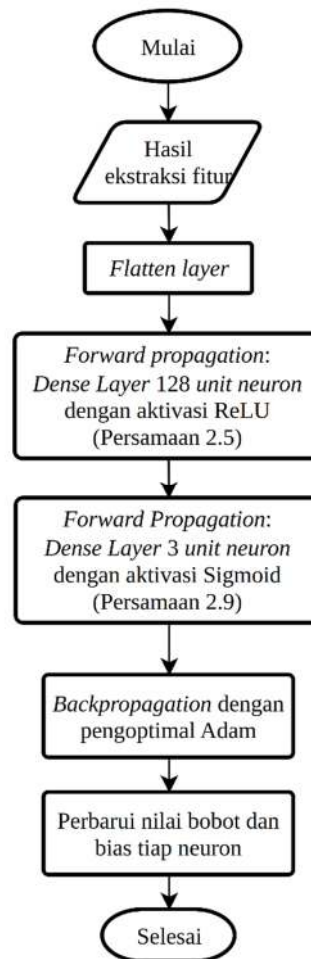 Mulai
Hasil
ekstraksi fitur
Flatten layer
Forward propagation:
Dense Layer 128 unit neuron
dengan aktivasi ReLU
(Persamaan 2.5)
Forward Propagation:
Dense Layer 3 unit neuron
dengan aktivasi Sigmoid
(Persamaan 2.9)
Backpropagation dengan
pengoptimal Adam
Perbarui nilai bobot dan
bias tiap neuron
Selesai